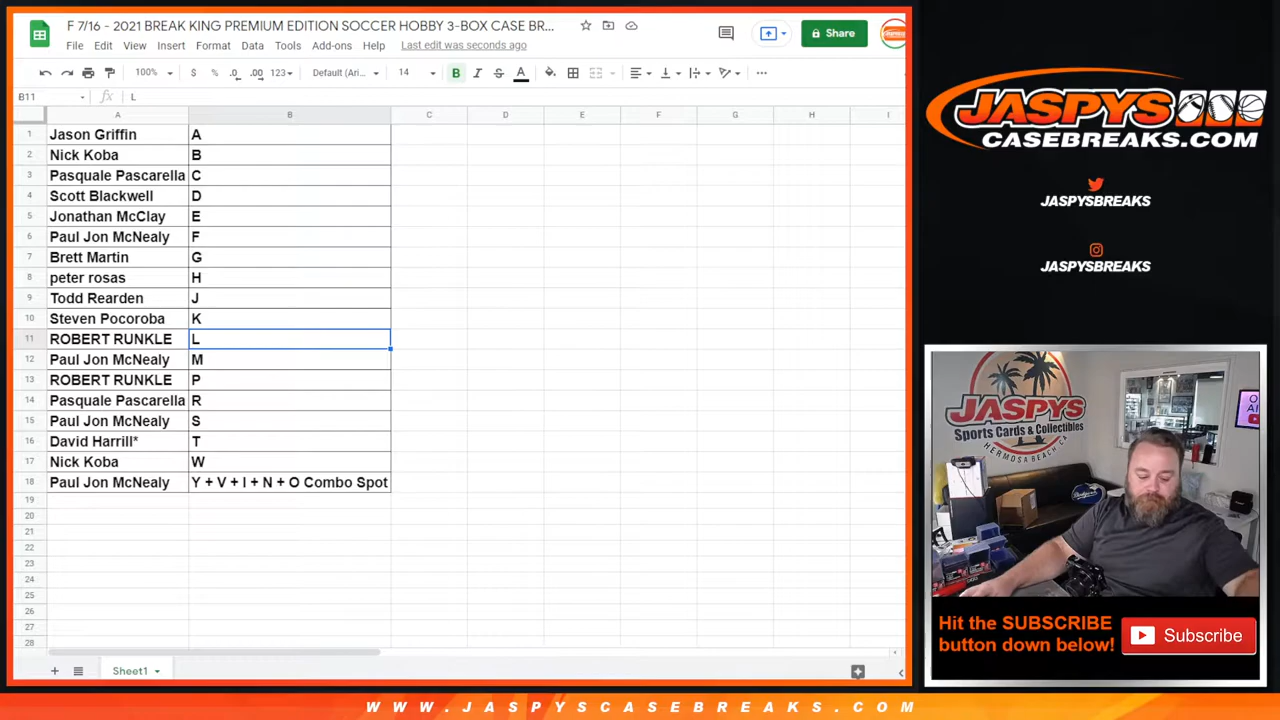 F 7/16 - 2021 BREAK KING PREMIUM EDITION SOCCER HOBBY 3-BOX CASE BR...
File Edit View Insert Format Data Tools Add-ons Help Last edit was seconds ago
Share
100% $ % .0 .00 123 Default (Ari... 14 B I S A
B11 fx L
A B C D E F G H I
1 Jason Griffin A
2 Nick Koba B
3 Pasquale Pascarella C
4 Scott Blackwell D
5 Jonathan McClay E
6 Paul Jon McNealy F
7 Brett Martin G
8 peter rosas H
9 Todd Rearden J
10 Steven Pocoroba K
11 ROBERT RUNKLE L
12 Paul Jon McNealy M
13 ROBERT RUNKLE P
14 Pasquale Pascarella R
15 Paul Jon McNealy S
16 David Harrill* T
17 Nick Koba W
18 Paul Jon McNealy Y + V + I + N + O Combo Spot
19
20
21
22
23
24
25
26
27
28
Sheet1
JASPYS
CASEBREAKS.COM
JASPYSBREAKS
JASPYSBREAKS
JASPYS
Sports Cards & Collectibles
HERMOSA BEACH CA
Hit the SUBSCRIBE
button down below!
Subscribe
WWW.JASPYSCASEBREAKS.COM